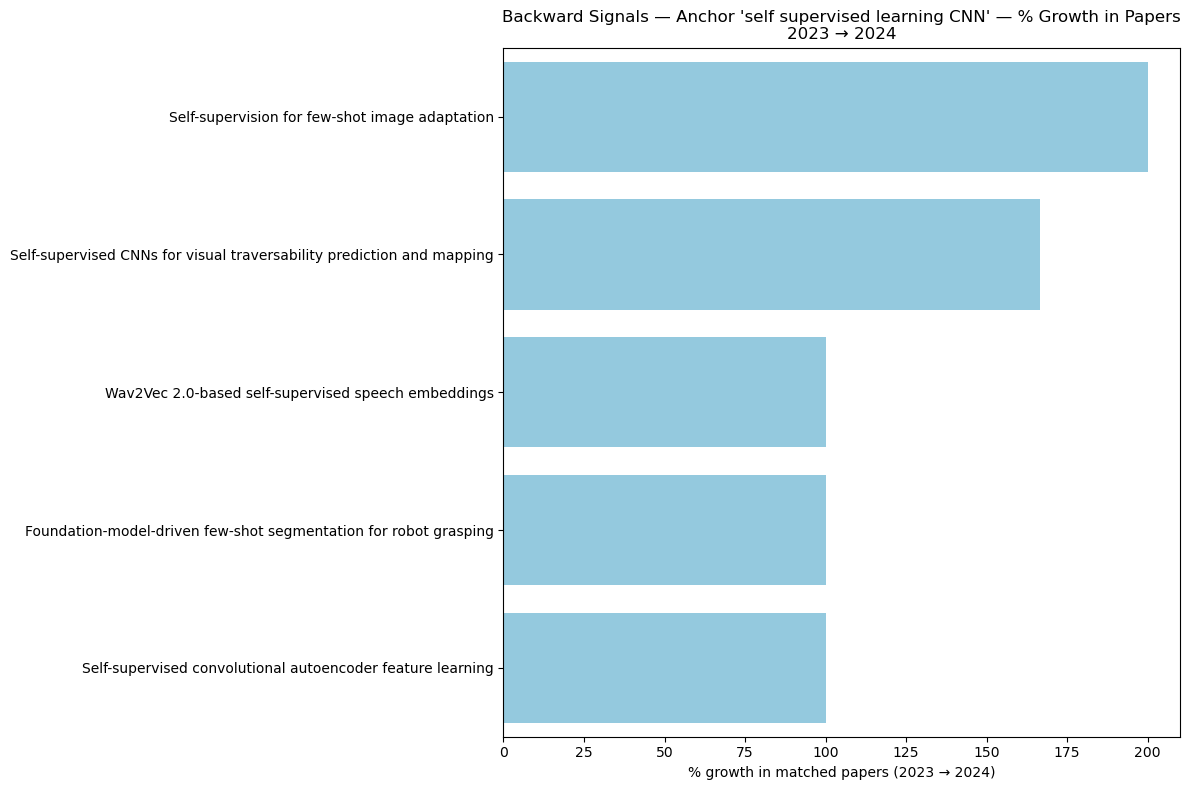 Backward Signals — Anchor 'self supervised learning CNN' — % Growth in Papers
2023 → 2024
Self-supervision for few-shot image adaptation
Self-supervised CNNs for visual traversability prediction and mapping
Wav2Vec 2.0-based self-supervised speech embeddings
Foundation-model-driven few-shot segmentation for robot grasping
Self-supervised convolutional autoencoder feature learning
0 25 50 75 100 125 150 175 200
% growth in matched papers (2023 → 2024)